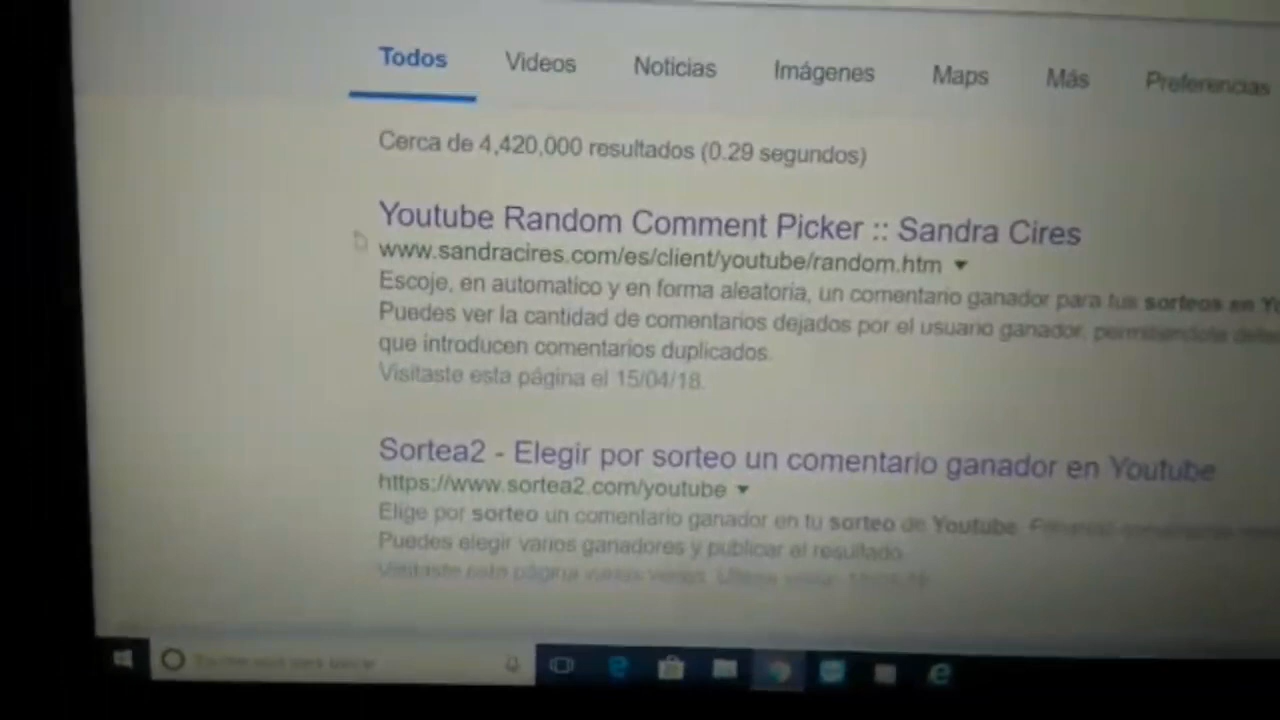 Todos Videos Noticias Imágenes Maps Más Preferencias
Cerca de 4,420,000 resultados (0.29 segundos)
Youtube Random Comment Picker :: Sandra Cires
www.sandracires.com/es/client/youtube/random.htm
Escoje, en automatico y en forma aleatoria, un comentario ganador para tus sorteos en
Puedes ver la cantidad de comentarios dejados por el usuario ganador,
que introducen comentarios duplicados.
Visitaste esta página el 15/04/18.
Sortea2 - Elegir por sorteo un comentario ganador en Youtube
https://www.sortea2.com/youtube
Elige por sorteo un comentario ganador en tu sorteo de Youtube.
Puedes elegir varios ganadores y publicar el resultado.
Visitaste esta página